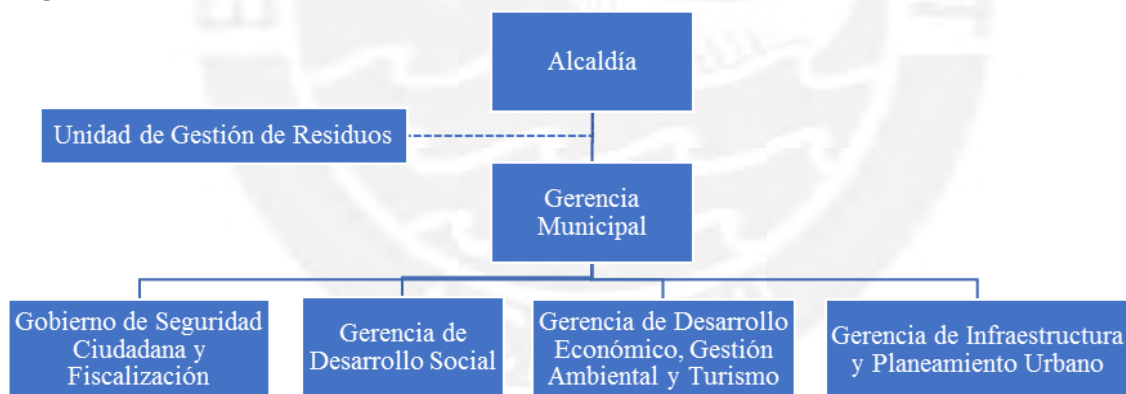 Alcaldía
Unidad de Gestión de Residuos
Gerencia
Municipal
Gobierno de Seguridad
Ciudadana y
Fiscalización
Gerencia de
Desarrollo Social
Gerencia de Desarrollo
Económico, Gestión
Ambiental y Turismo
Gerencia de Infraestructura
y Planeamiento Urbano